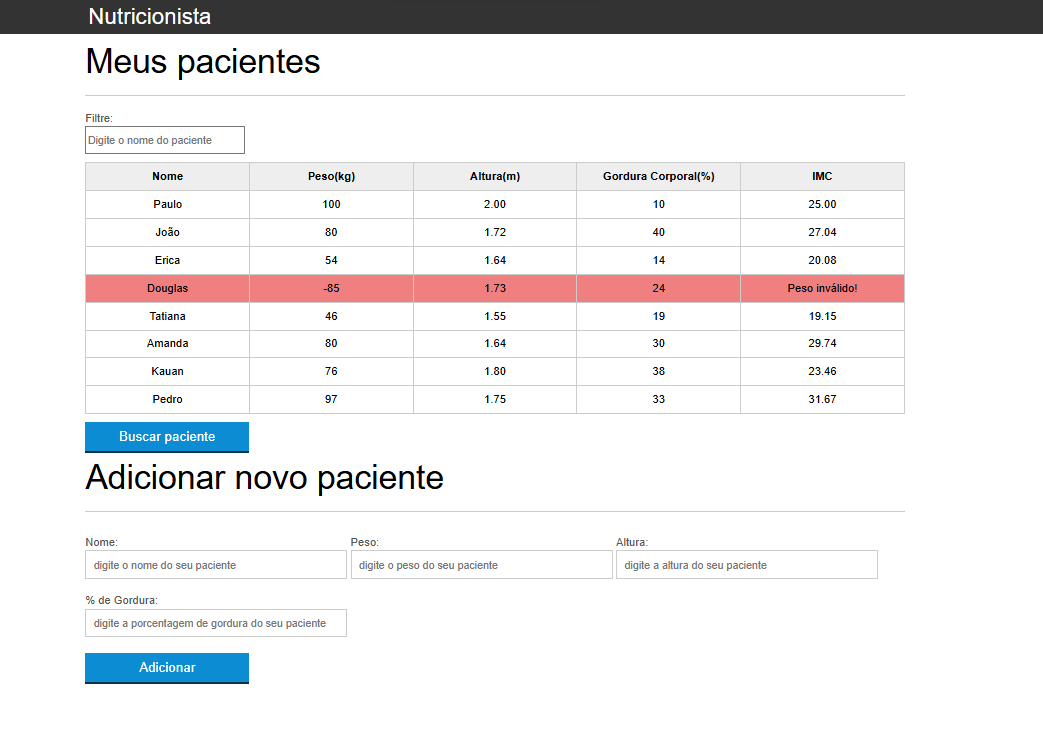 Nutricionista
Meus pacientes
Filtre:
Digite o nome do paciente
Nome Peso(kg) Altura(m) Gordura Corporal(%) IMC
Paulo 100 2.00 10 25.00
João 80 1.72 40 27.04
Erica 54 1.64 14 20.08
Douglas -85 1.73 24 Peso inválido!
Tatiana 46 1.55 19 19.15
Amanda 80 1.64 30 29.74
Kauan 76 1.80 38 23.46
Pedro 97 1.75 33 31.67
Buscar paciente
Adicionar novo paciente
Nome: Peso: Altura:
digite o nome do seu paciente digite o peso do seu paciente digite a altura do seu paciente
% de Gordura:
digite a porcentagem de gordura do seu paciente
Adicionar